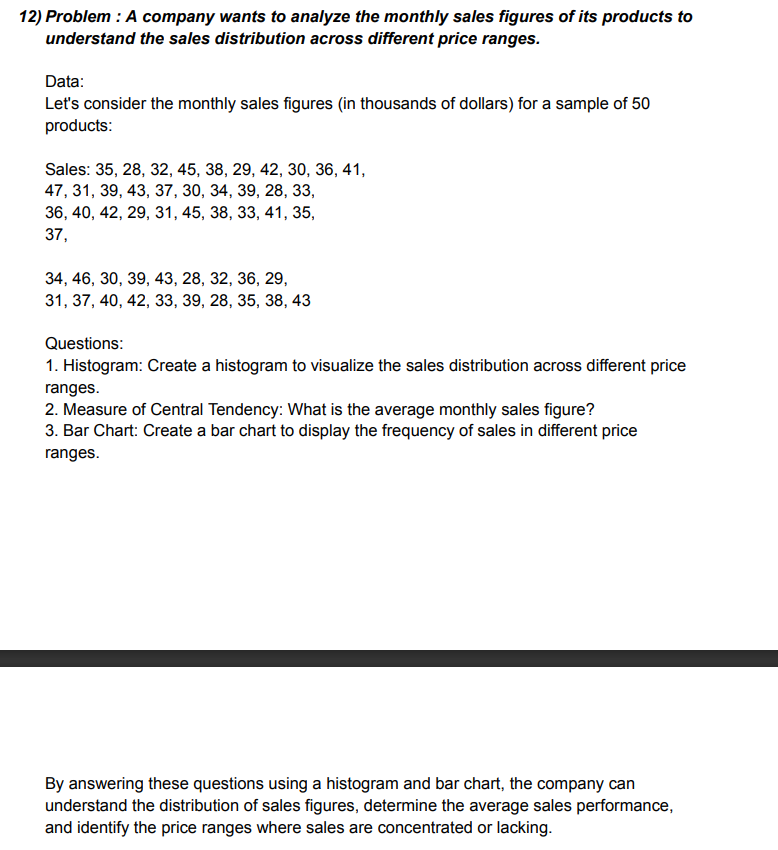 12) Problem : A company wants to analyze the monthly sales figures of its products to
understand the sales distribution across different price ranges.
Data:
Let's consider the monthly sales figures (in thousands of dollars) for a sample of 50
products:
Sales: 35, 28, 32, 45, 38, 29, 42, 30, 36, 41,
47, 31, 39, 43, 37, 30, 34, 39, 28, 33,
36, 40, 42, 29, 31, 45, 38, 33, 41, 35,
37,
34, 46, 30, 39, 43, 28, 32, 36, 29,
31, 37, 40, 42, 33, 39, 28, 35, 38, 43
Questions:
1. Histogram: Create a histogram to visualize the sales distribution across different price
ranges.
2. Measure of Central Tendency: What is the average monthly sales figure?
3. Bar Chart: Create a bar chart to display the frequency of sales in different price
ranges.
By answering these questions using a histogram and bar chart, the company can
understand the distribution of sales figures, determine the average sales performance,
and identify the price ranges where sales are concentrated or lacking.